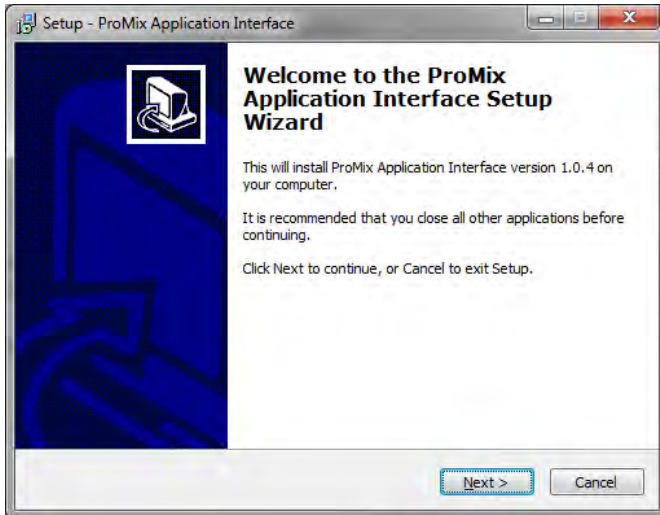 Setup - ProMix Application Interface
Welcome to the ProMix
Application Interface Setup
Wizard
This will install ProMix Application Interface version 1.0.4 on
your computer.
It is recommended that you close all other applications before
continuing.
Click Next to continue, or Cancel to exit Setup.
Next >
Cancel